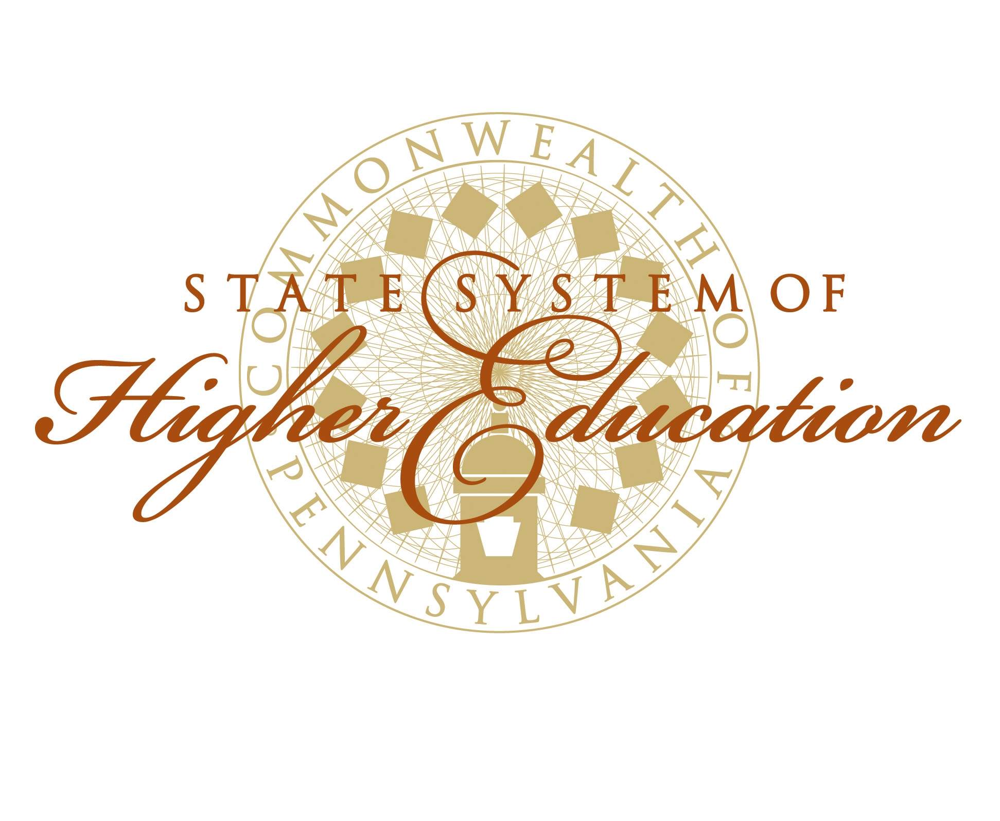 COMMONWEALTH OF
STATE SYSTEM OF
Higher Education
PENNSYLVANIA